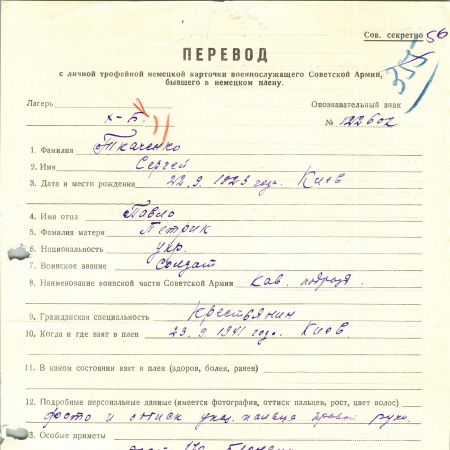 Сов. секретно 56
ПЕРЕВОД
с личной трофейной немецкой карточки военнослужащего Советской Армии,
бывшего в немецком плену.
Лагерь Опознавательный знак
X-Б. № 122602
1. Фамилия Ткаченко
2. Имя Сергей
3. Дата и место рождения 22.9.1923 года. Киев
4. Имя отца Павло
5. Фамилия матери Петрик
6. Национальность укр.
7. Воинское звание Солдат
8. Наименование воинской части Советской Армии кав.
9. Гражданская специальность крестьянин
10. Когда и где взят в плен 23.9.1941 года. Киев
11. В каком состоянии взят в плен (здоров, болен, ранен)
12. Подробные персональные данные (имеется фотография, оттиск пальцев, рост, цвет волос)
фото и оттиск указ. пальца правой руки.
3. Особые приметы